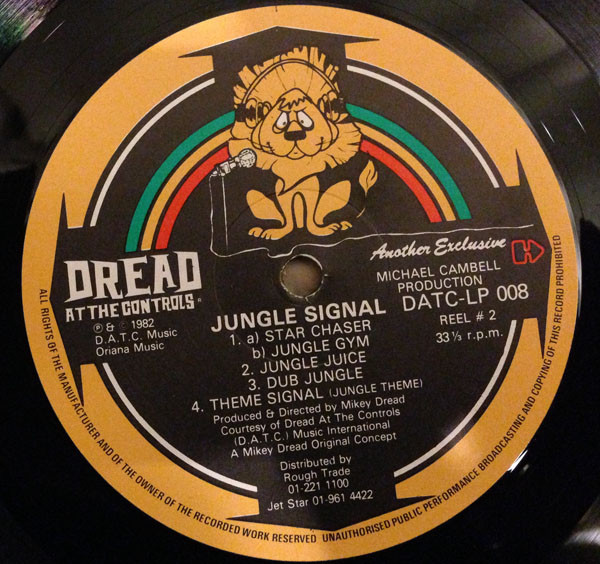 DREAD
AT THE CONTROLS
℗ & © 1982
D.A.T.C. Music
Oriana Music
Another Exclusive
MICHAEL CAMBELL
PRODUCTION
DATC-LP 008
REEL # 2
33⅓ r.p.m.
JUNGLE SIGNAL
1. a) STAR CHASER
b) JUNGLE GYM
2. JUNGLE JUICE
3. DUB JUNGLE
4. THEME SIGNAL (JUNGLE THEME)
Produced & Directed by Mikey Dread
Courtesy of Dread At The Controls
(D.A.T.C.) Music International
A Mikey Dread Original Concept
Distributed by
Rough Trade
01-221 1100
Jet Star 01-961 4422
ALL RIGHTS OF THE MANUFACTURER AND OF THE OWNER OF THE RECORDED WORK RESERVED UNAUTHORISED PUBLIC PERFORMANCE BROADCASTING AND COPYING OF THIS RECORD PROHIBITED